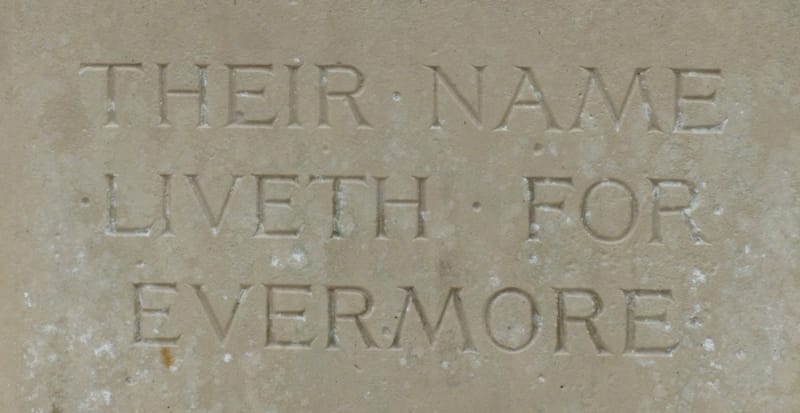 THEIR · NAME
· LIVETH · FOR ·
EVERMORE